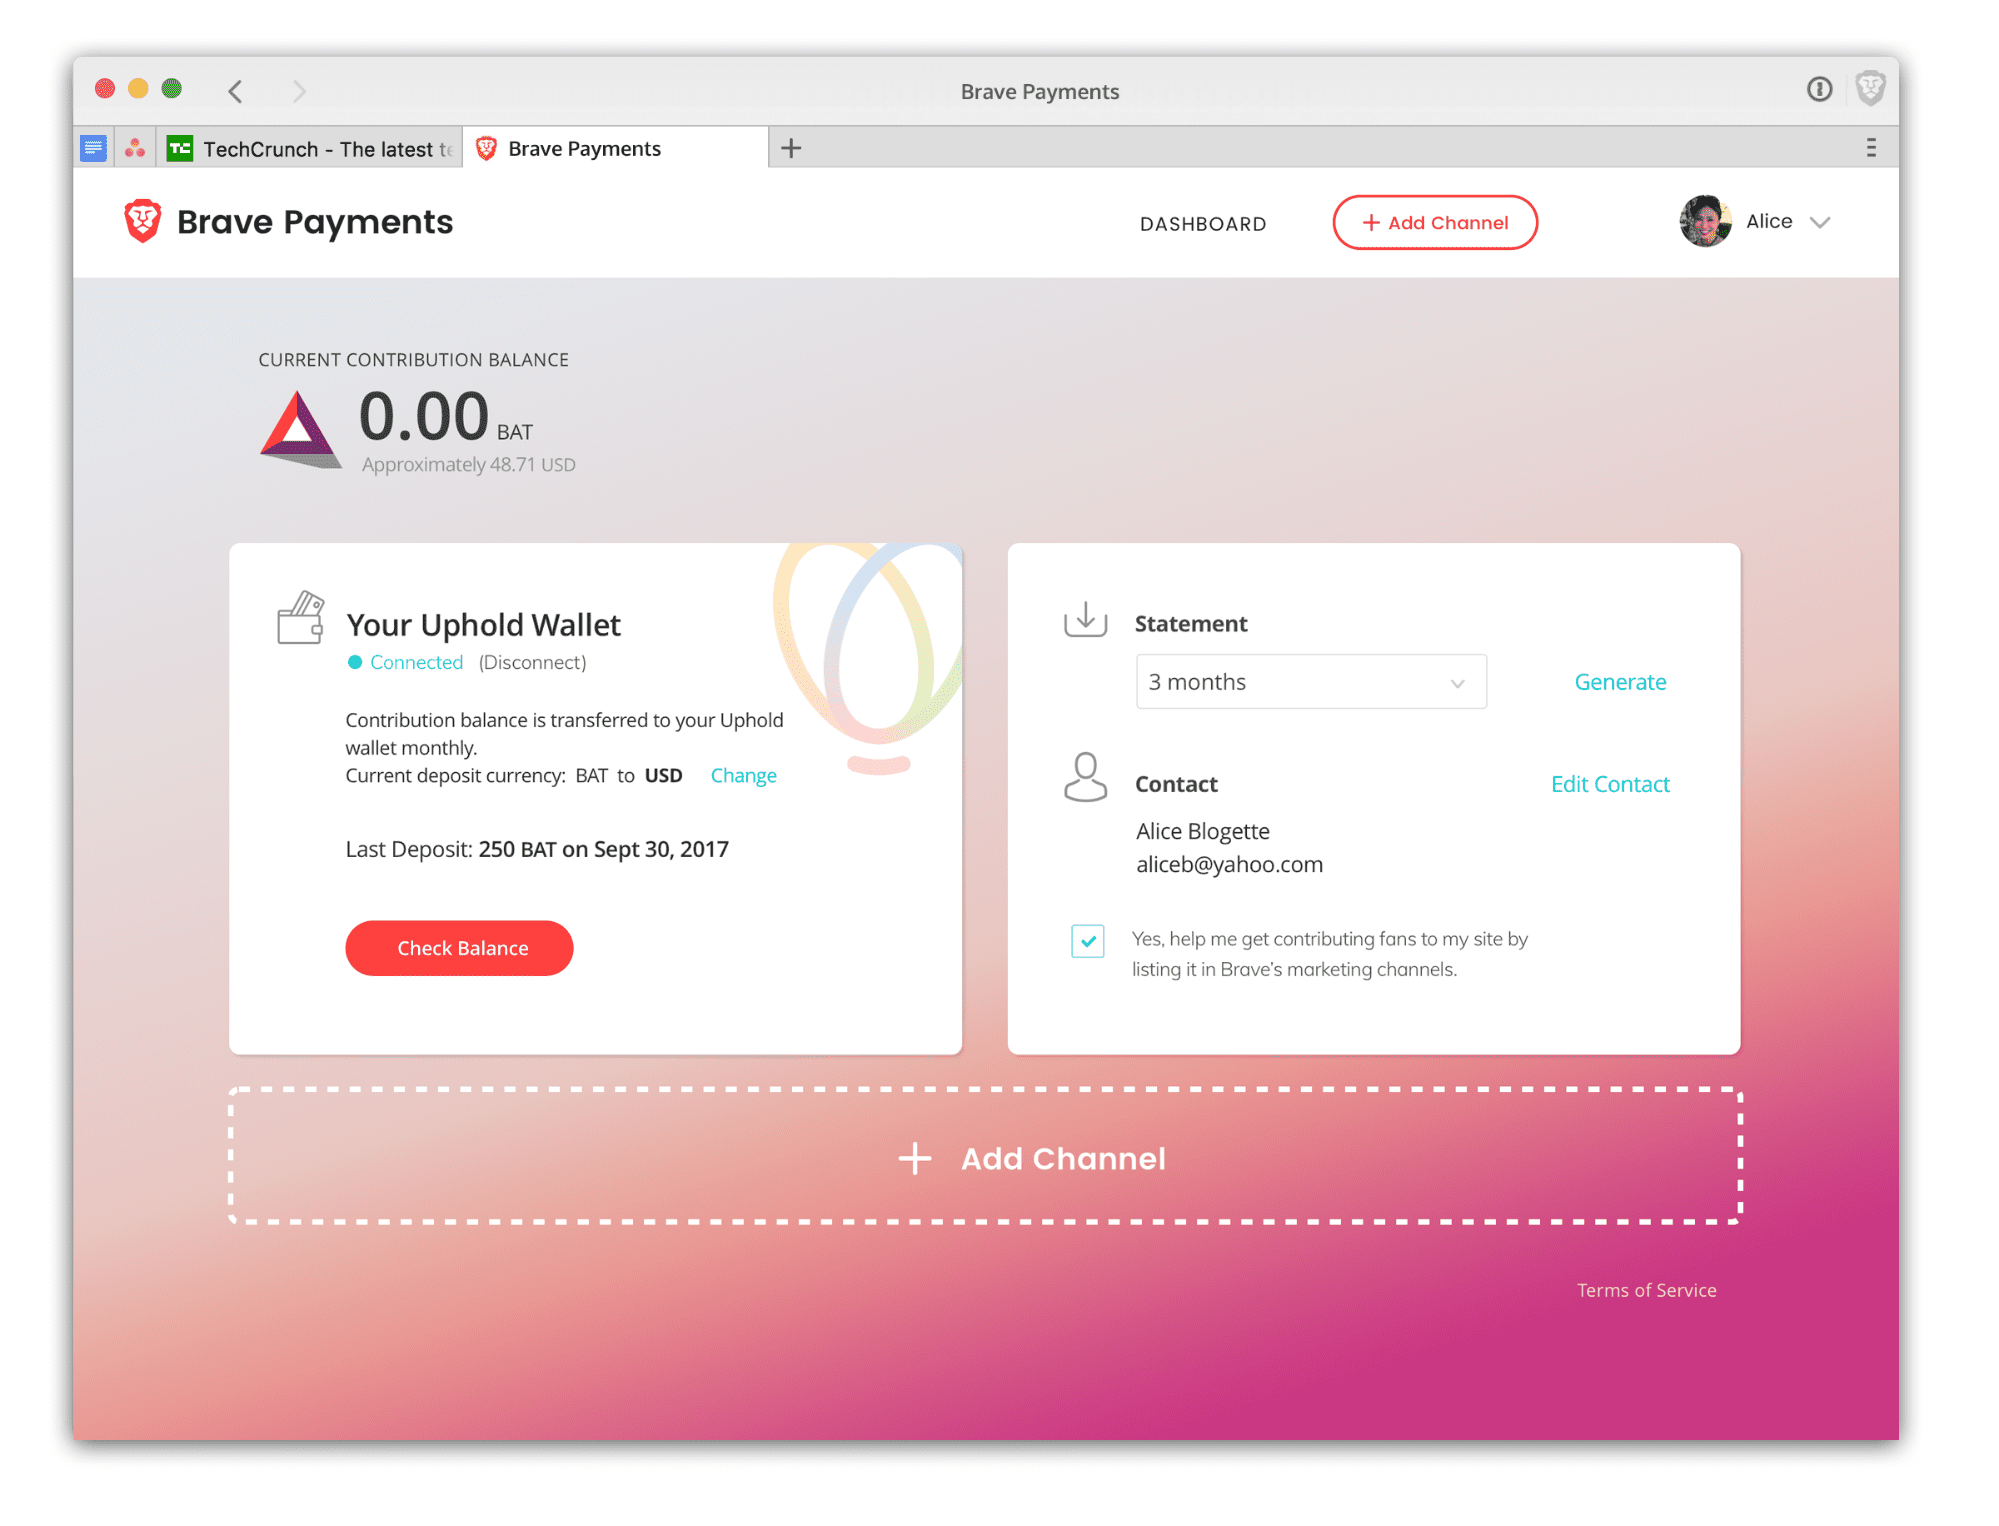 Brave Payments
TechCrunch - The latest
Brave Payments
Brave Payments
DASHBOARD
+ Add Channel
Alice
CURRENT CONTRIBUTION BALANCE
0.00 BAT
Approximately 48.71 USD
Your Uphold Wallet
Connected (Disconnect)
Contribution balance is transferred to your Uphold
wallet monthly.
Current deposit currency: BAT to USD Change
Last Deposit: 250 BAT on Sept 30, 2017
Check Balance
Statement
3 months
Generate
Contact
Edit Contact
Alice Blogette
aliceb@yahoo.com
Yes, help me get contributing fans to my site by
listing it in Brave’s marketing channels.
+ Add Channel
Terms of Service